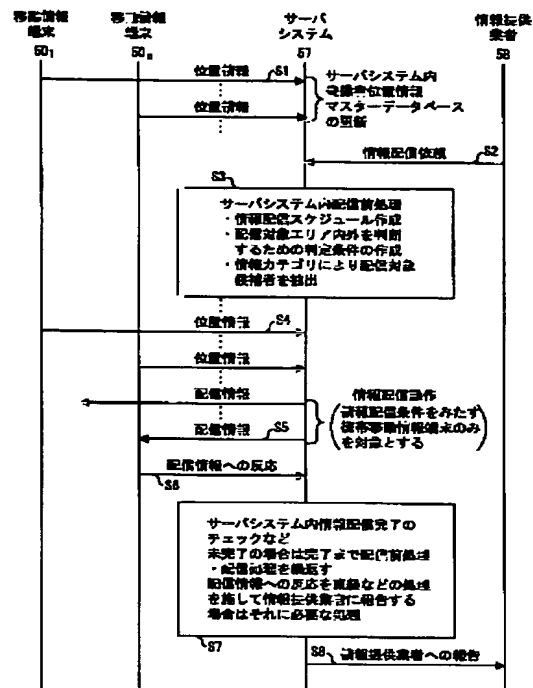 移動情報
端末
50₁
移動情報
端末
50ₙ
サーバ
システム
57
情報提供
業者
58
位置情報
S1
サーバシステム内
登録者位置情報
マスターデータベース
の更新
位置情報
情報配信依頼
S2
S3
サーバシステム内配信前処理
・情報配信スケジュール作成
・配信対象エリア内外を判断
するための判定条件の作成
・情報カテゴリにより配信対象
候補者を抽出
位置情報
S4
位置情報
配信情報
情報配信操作
情報配信条件をみたす
携帯移動情報端末のみ
を対象とする
配信情報
S5
配信情報への反応
S6
サーバシステム内情報配信完了の
チェックなど
未完了の場合は完了まで配信前処理
・配信処理を繰返す
配信情報への反応を集録などの処理
を施して情報提供業者に報告する
場合はそれに必要な処理
S7
S8
情報提供業者への報告